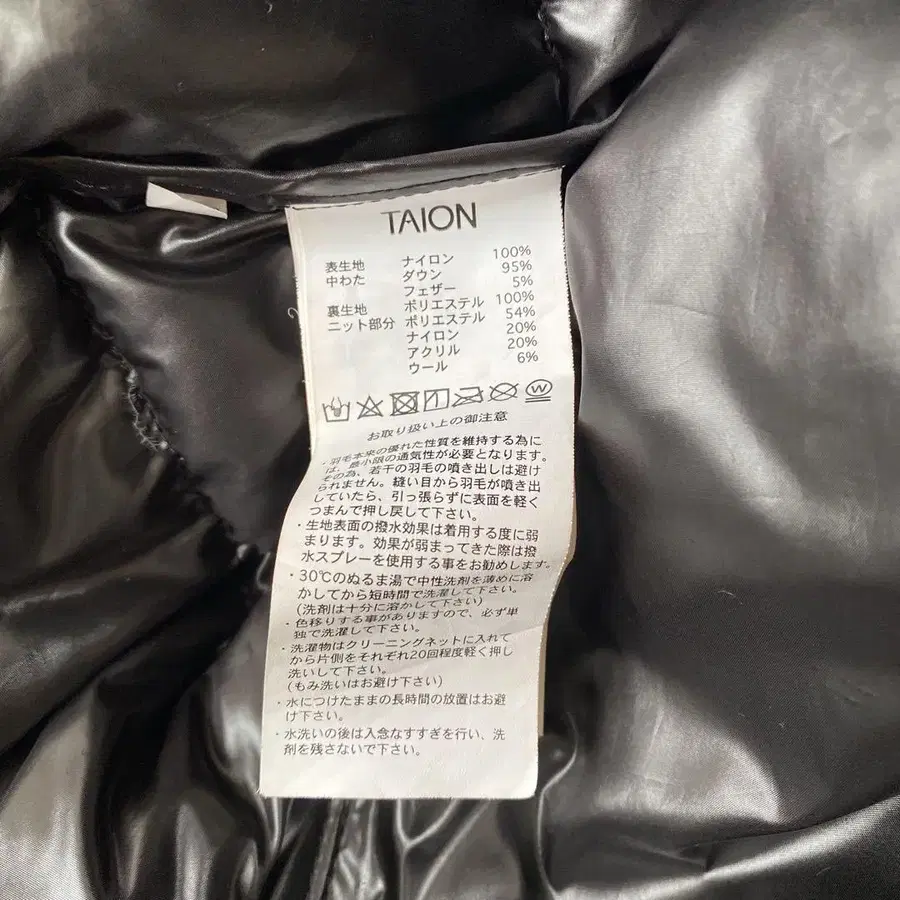 TAION
表生地 ナイロン 100%
中わた ダウン 95%
フェザー 5%
裏生地 ポリエステル 100%
ニット部分 ポリエステル 54%
ナイロン 20%
アクリル 20%
ウール 6%
W
お取り扱い上の御注意
・羽毛本来の優れた性質を維持する為に
は、最小限の通気性が必要となります。
その為、若干の羽毛の噴き出しは避け
られません。縫い目から羽毛が噴き出
していたら、引っ張らずに表面を軽く
つまんで押し戻して下さい。
・生地表面の撥水効果は着用する度に弱
まります。効果が弱まってきた際は撥
水スプレーを使用する事をお勧めします。
・30℃のぬるま湯で中性洗剤を薄めに溶
かしてから短時間で洗濯して下さい。
(洗剤は十分に溶かして下さい)
・色移りする事がありますので、必ず単
独で洗濯して下さい。
・洗濯物はクリーニングネットに入れて
から片側をそれぞれ20回程度軽く押し
洗いして下さい。
(もみ洗いはお避け下さい)
・水につけたままの長時間の放置はお避
け下さい。
・水洗いの後は入念なすすぎを行い、洗
剤を残さないで下さい。